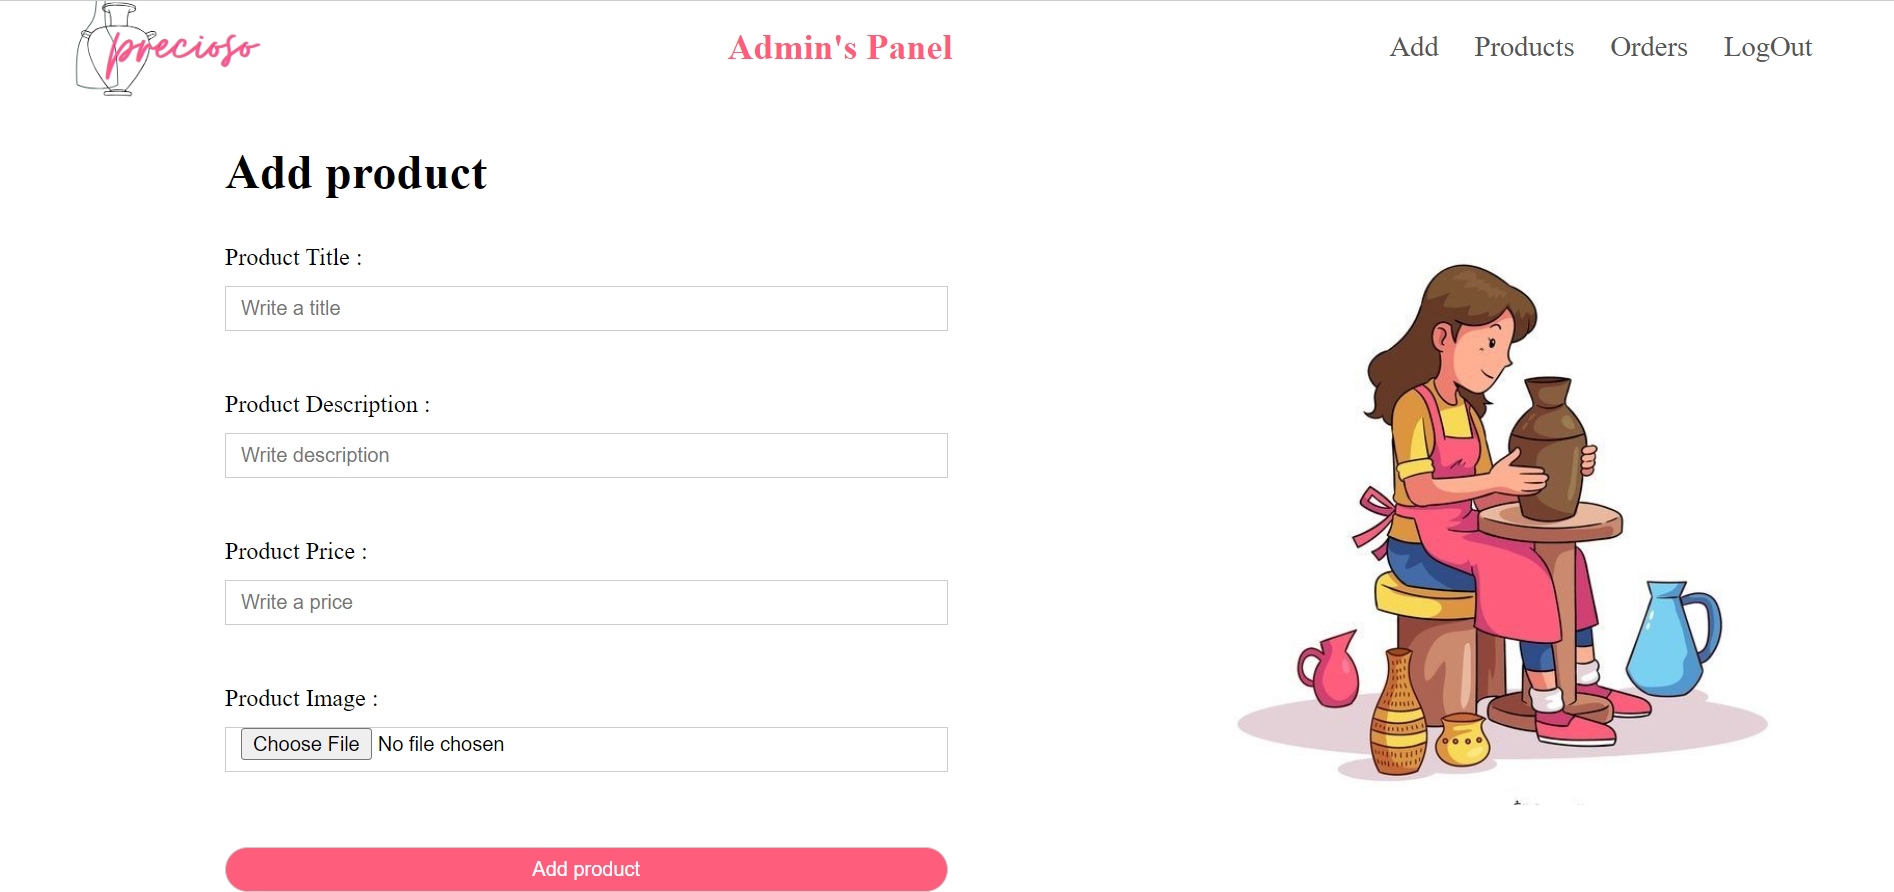 precioso
Admin's Panel
Add Products Orders LogOut
Add product
Product Title :
Write a title
Product Description :
Write description
Product Price :
Write a price
Product Image :
Choose File No file chosen
Add product